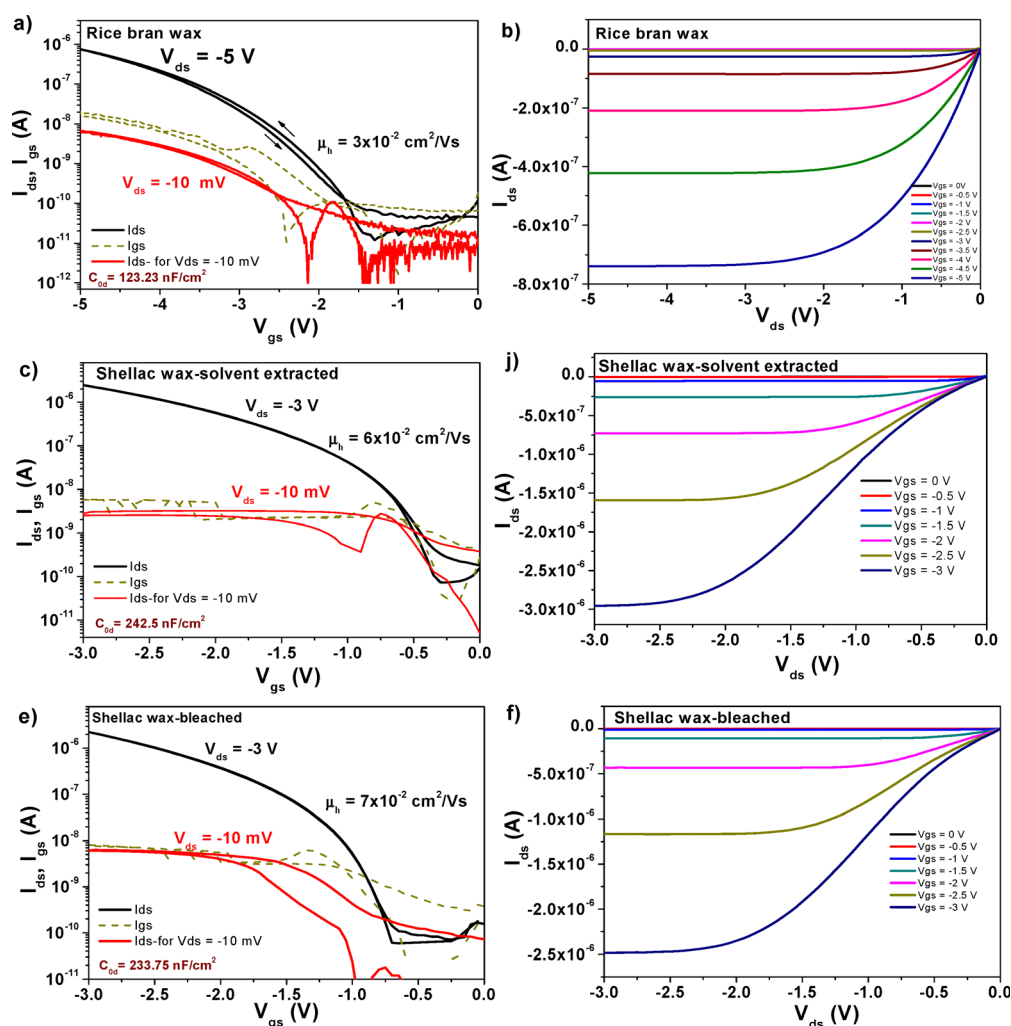 a)
Rice bran wax
V_ds = -5 V
μ_h = 3x10^-2 cm^2/Vs
V_ds = -10 mV
Ids
Igs
Ids- for Vds = -10 mV
C_0d = 123.23 nF/cm^2
10^-6
10^-7
10^-8
10^-9
10^-10
10^-11
10^-12
I_ds, I_gs (A)
-5 -4 -3 -2 -1 0
V_gs (V)
b)
Rice bran wax
0.0
-2.0x10^-7
-4.0x10^-7
-6.0x10^-7
-8.0x10^-7
I_ds (A)
Vgs = 0V
Vgs = -0.5 V
Vgs = -1 V
Vgs = -1.5 V
Vgs = -2 V
Vgs = -2.5 V
Vgs = -3 V
Vgs = -3.5 V
Vgs = -4 V
Vgs = -4.5 V
Vgs = -5 V
-5 -4 -3 -2 -1 0
V_ds (V)
c)
Shellac wax-solvent extracted
V_ds = -3 V
μ_h = 6x10^-2 cm^2/Vs
V_ds = -10 mV
Ids
Igs
Ids-for Vds = -10 mV
C_0d= 242.5 nF/cm^2
10^-6
10^-7
10^-8
10^-9
10^-10
10^-11
I_ds, I_gs (A)
-3.0 -2.5 -2.0 -1.5 -1.0 -0.5 0.0
V_gs (V)
j)
Shellac wax-solvent extracted
0.0
-5.0x10^-7
-1.0x10^-6
-1.5x10^-6
-2.0x10^-6
-2.5x10^-6
-3.0x10^-6
I_ds (A)
Vgs = 0 V
Vgs = -0.5 V
Vgs = -1 V
Vgs = -1.5 V
Vgs = -2 V
Vgs = -2.5 V
Vgs = -3 V
-3.0 -2.5 -2.0 -1.5 -1.0 -0.5 0.0
V_ds (V)
e)
Shellac wax-bleached
V_ds = -3 V
μ_h = 7x10^-2 cm^2/Vs
V_ds = -10 mV
Ids
Igs
Ids-for Vds = -10 mV
C_0d = 233.75 nF/cm^2
10^-6
10^-7
10^-8
10^-9
10^-10
10^-11
I_ds, I_gs (A)
-3.0 -2.5 -2.0 -1.5 -1.0 -0.5 0.0
V_gs (V)
f)
Shellac wax-bleached
0.0
-5.0x10^-7
-1.0x10^-6
-1.5x10^-6
-2.0x10^-6
-2.5x10^-6
I_ds (A)
Vgs = 0 V
Vgs = -0.5 V
Vgs = -1 V
Vgs = -1.5 V
Vgs = -2 V
Vgs = -2.5 V
Vgs = -3 V
-3.0 -2.5 -2.0 -1.5 -1.0 -0.5 0.0
V_ds (V)